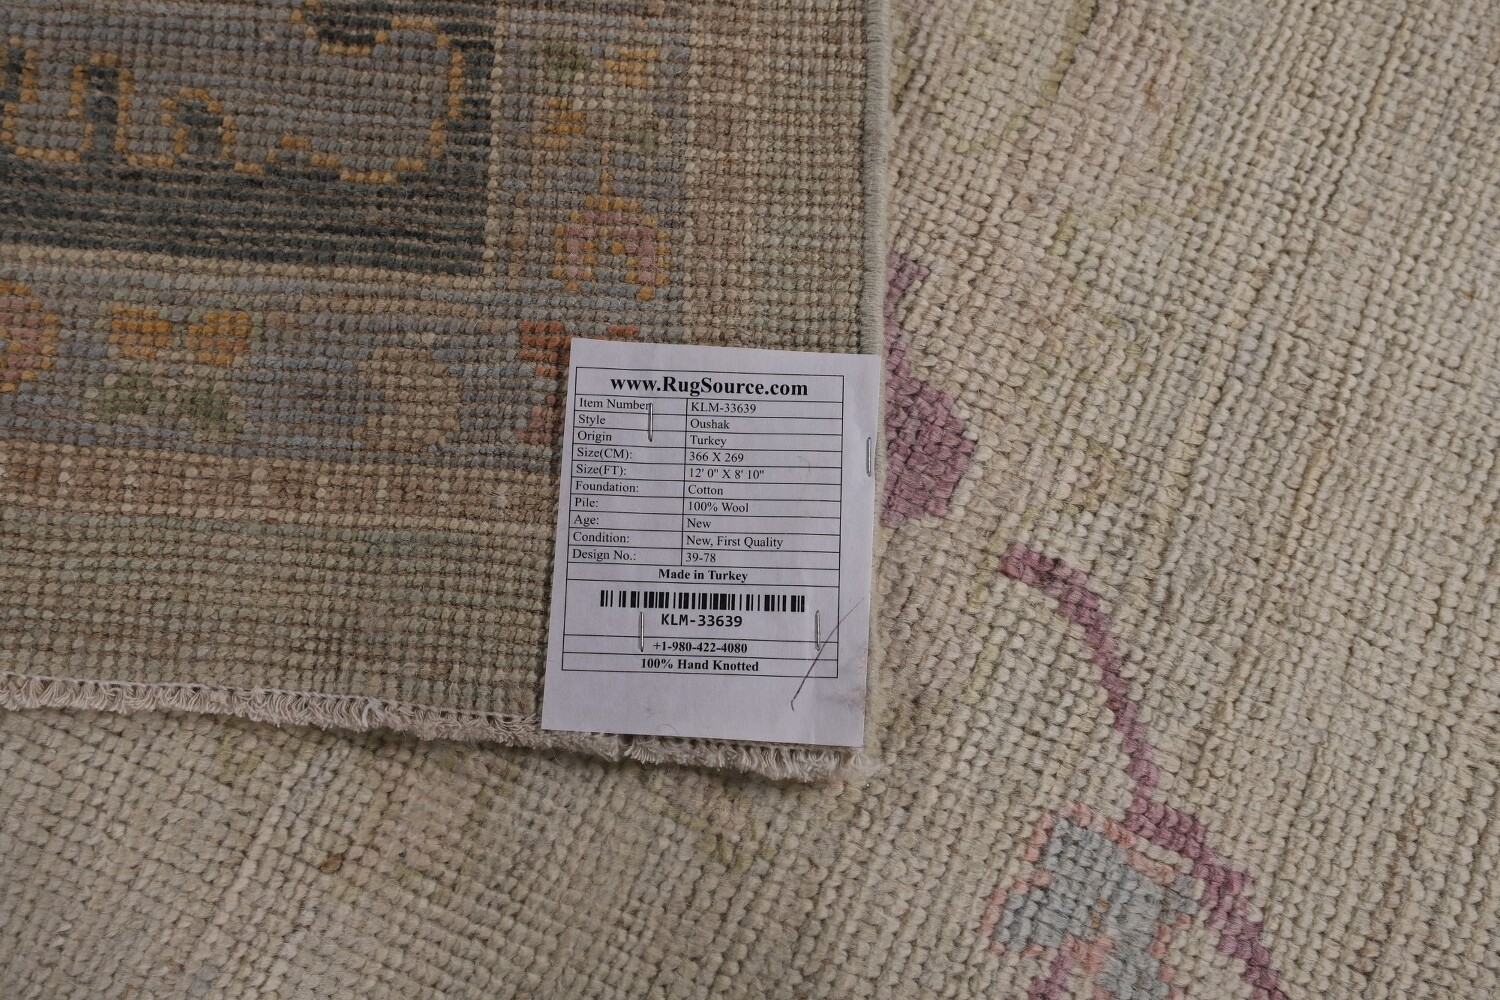 www.RugSource.com
Item Number KLM-33639
Style Oushak
Origin Turkey
Size(CM): 366 X 269
Size(FT): 12' 0" X 8' 10"
Foundation: Cotton
Pile: 100% Wool
Age: New
Condition: New, First Quality
Design No.: 39-78
Made in Turkey
KLM-33639
+1-980-422-4080
100% Hand Knotted